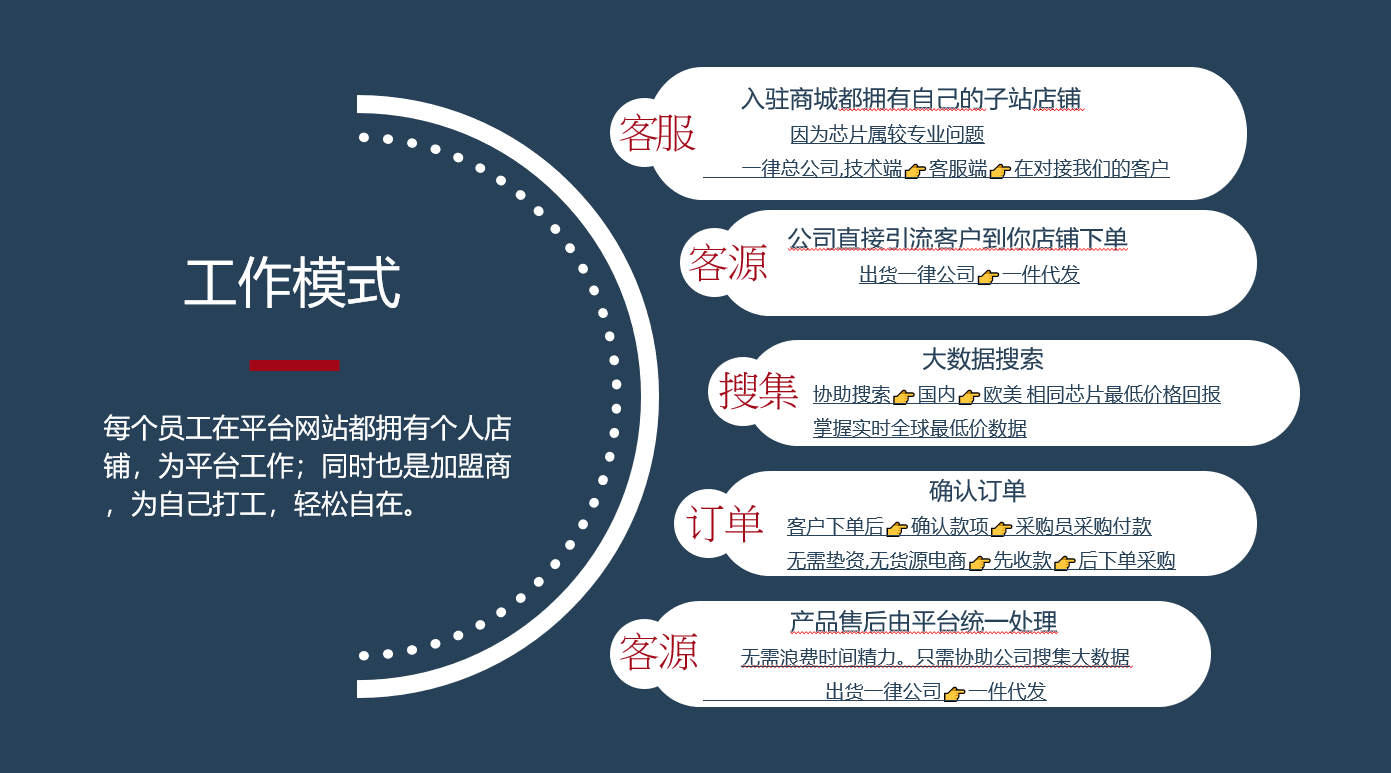 工作模式
每个员工在平台网站都拥有个人店
铺，为平台工作；同时也是加盟商
，为自己打工，轻松自在。
客服
入驻商城都拥有自己的子站店铺
因为芯片属较专业问题
一律总公司,技术端👉客服端👉在对接我们的客户
客源
公司直接引流客户到你店铺下单
出货一律公司👉一件代发
搜集
大数据搜索
协助搜索👉国内👉欧美 相同芯片最低价格回报
掌握实时全球最低价数据
订单
确认订单
客户下单后👉确认款项👉采购员采购付款
无需垫资,无货源电商👉先收款👉后下单采购
客源
产品售后由平台统一处理
无需浪费时间精力。只需协助公司搜集大数据
出货一律公司👉一件代发